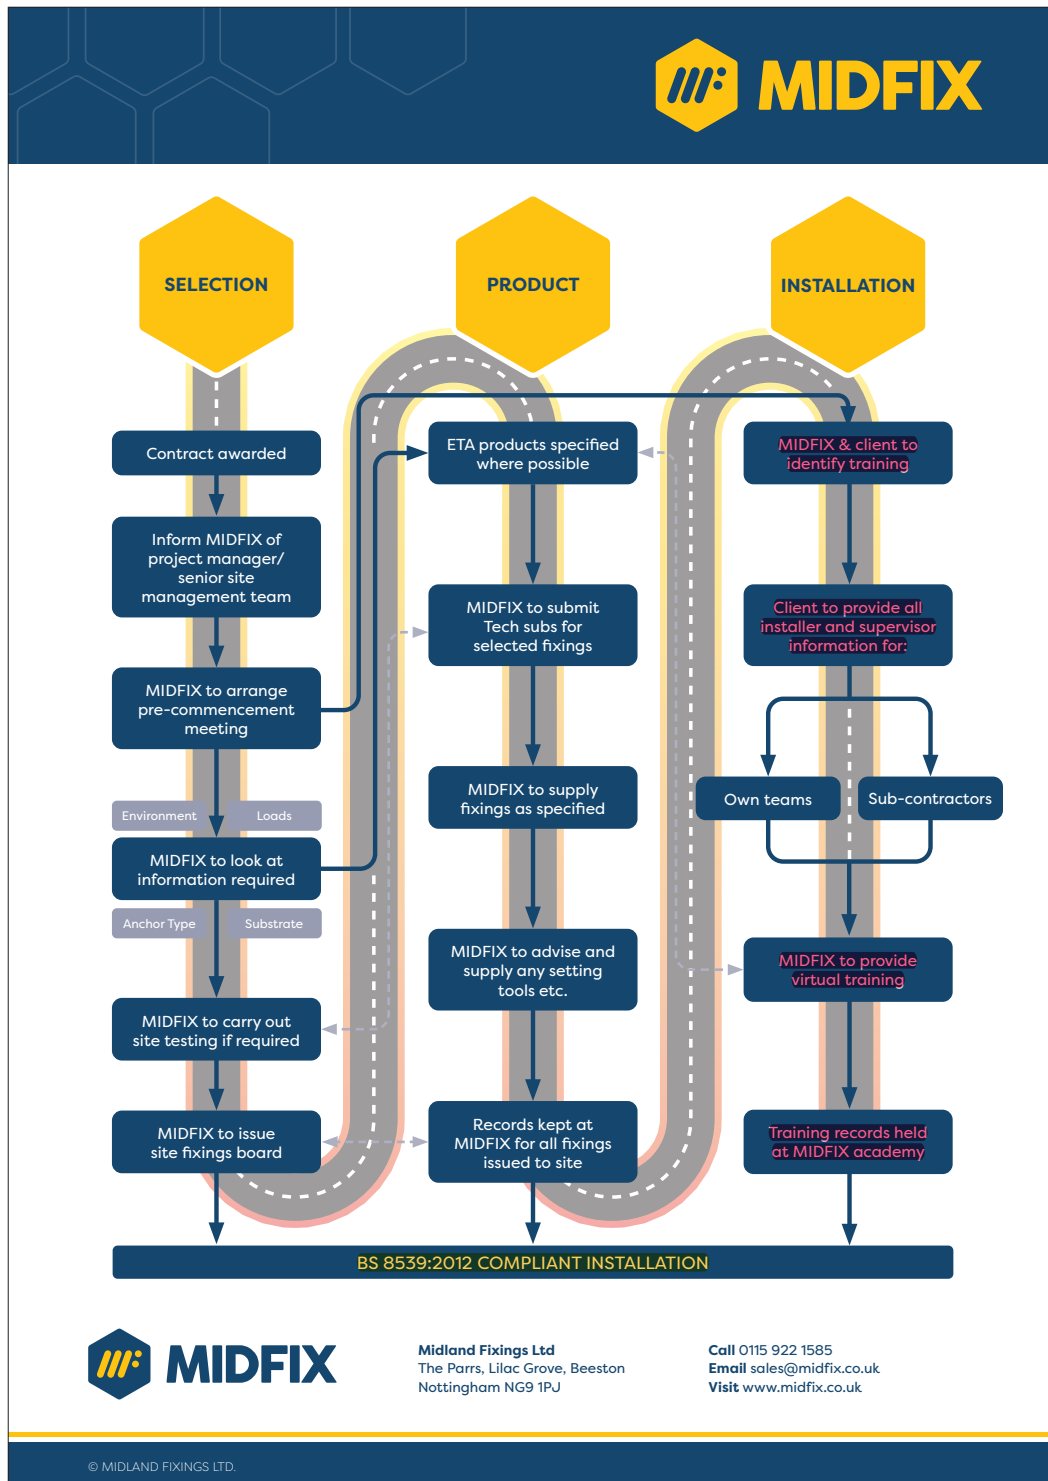 MIDFIX
SELECTION
PRODUCT
INSTALLATION
Contract awarded
Inform MIDFIX of
project manager/
senior site
management team
MIDFIX to arrange
pre-commencement
meeting
Environment
Loads
MIDFIX to look at
information required
Anchor Type
Substrate
MIDFIX to carry out
site testing if required
MIDFIX to issue
site fixings board
ETA products specified
where possible
MIDFIX to submit
Tech subs for
selected fixings
MIDFIX to supply
fixings as specified
MIDFIX to advise and
supply any setting
tools etc.
Records kept at
MIDFIX for all fixings
issued to site
MIDFIX & client to
identify training
Client to provide all
installer and supervisor
information for:
Own teams
Sub-contractors
MIDFIX to provide
virtual training
Training records held
at MIDFIX academy
BS 8539:2012 COMPLIANT INSTALLATION
MIDFIX
Midland Fixings Ltd
The Parrs, Lilac Grove, Beeston
Nottingham NG9 1PJ
Call 0115 922 1585
Email sales@midfix.co.uk
Visit www.midfix.co.uk
© MIDLAND FIXINGS LTD.